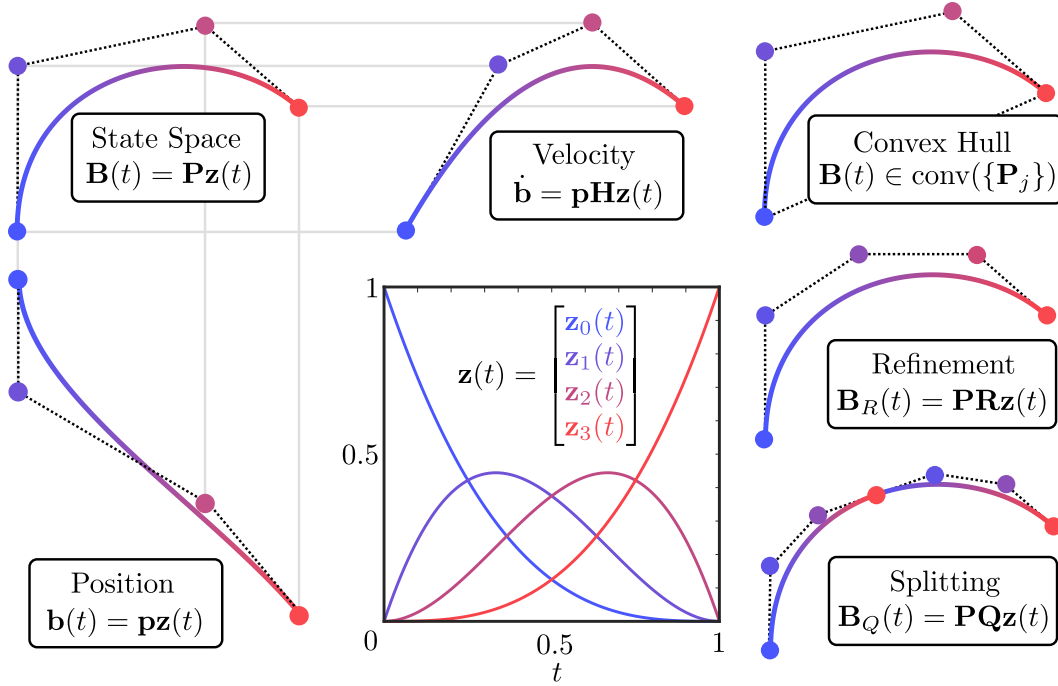 State Space
B(t) = Pz(t)
Velocity
ḃ = pHz(t)
Convex Hull
B(t) ∈ conv({P_j})
Refinement
B_R(t) = PRz(t)
Position
b(t) = pz(t)
1
0.5
0
0.5
1
t
z(t) =
z_0(t)
z_1(t)
z_2(t)
z_3(t)
Splitting
B_Q(t) = PQz(t)